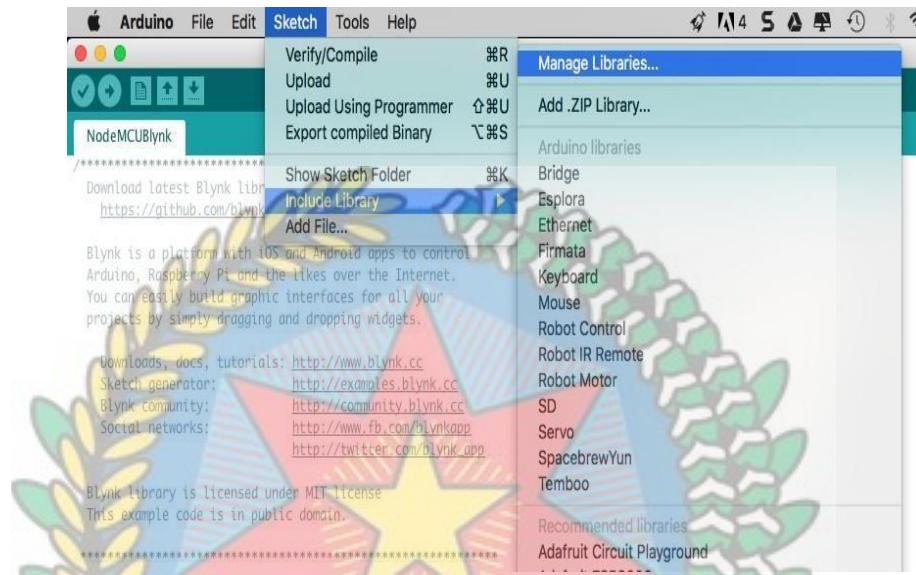 Arduino File Edit Sketch Tools Help 4
Verify/Compile ⌘R
Upload ⌘U
Upload Using Programmer ⇧⌘U
Export compiled Binary ⌥⌘S
Show Sketch Folder ⌘K
Include Library
Add File...
Manage Libraries...
Add .ZIP Library...
Arduino libraries
Bridge
Esplora
Ethernet
Firmata
Keyboard
Mouse
Robot Control
Robot IR Remote
Robot Motor
SD
Servo
SpacebrewYun
Temboo
Recommended libraries
Adafruit Circuit Playground
NodeMCUBlynk
/*****************************
Download latest Blynk libr
https://github.com/blynk
Blynk is a platform with iOS and Android apps to control
Arduino, Raspberry Pi and the likes over the Internet.
You can easily build graphic interfaces for all your
projects by simply dragging and dropping widgets.
Downloads, docs, tutorials: http://www.blynk.cc
Sketch generator: http://examples.blynk.cc
Blynk community: http://community.blynk.cc
Social networks: http://www.fb.com/blynkapp
http://twitter.com/blynk_app
Blynk library is licensed under MIT license
This example code is in public domain.